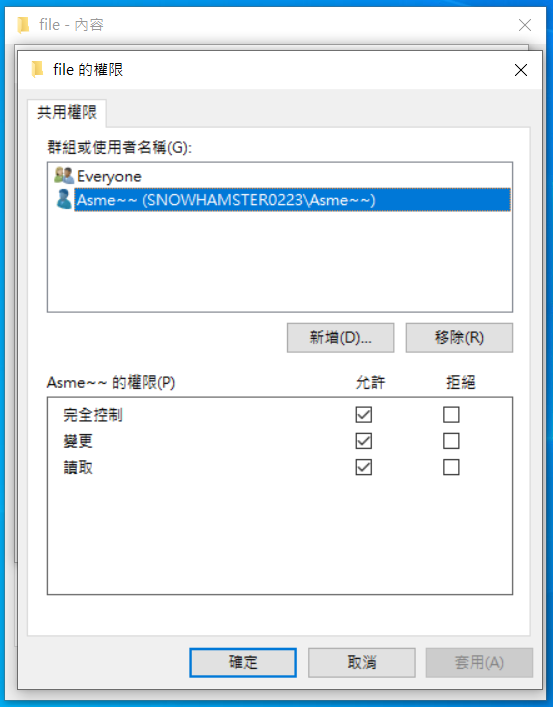 file - 內容
file 的權限
共用權限
群組或使用者名稱(G):
Everyone
Asme~~ (SNOWHAMSTER0223\Asme~~)
新增(D)... 移除(R)
Asme~~ 的權限(P) 允許 拒絕
完全控制
變更
讀取
確定 取消 套用(A)